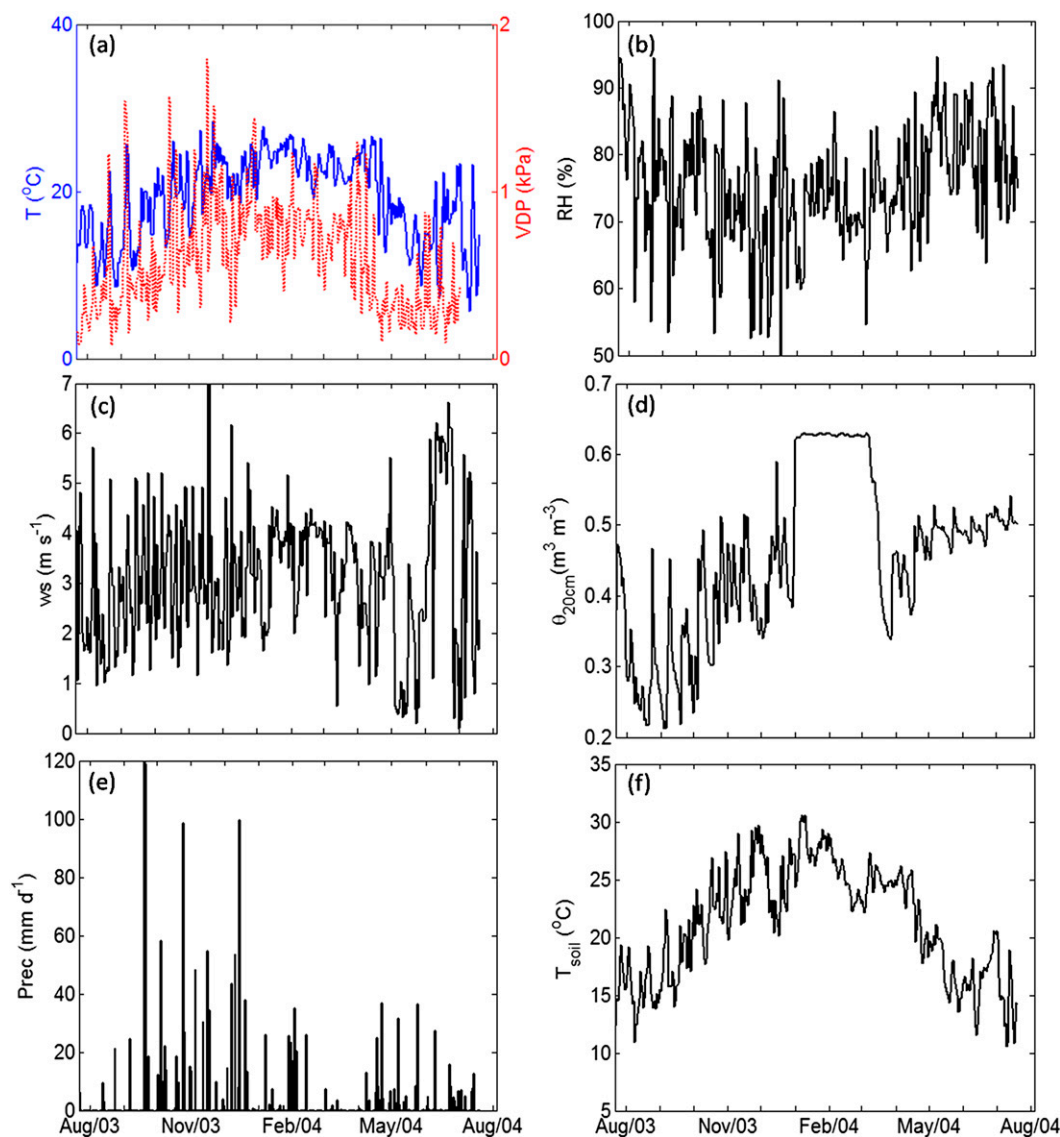 (a)
40
20
0
T (°C)
2
1
0
VDP (kPa)
(b)
100
90
80
70
60
50
RH (%)
(c)
7
6
5
4
3
2
1
0
ws (m s⁻¹)
(d)
0.7
0.6
0.5
0.4
0.3
0.2
θ20cm(m³ m⁻³)
(e)
120
100
80
60
40
20
0
Prec (mm d⁻¹)
Aug/03 Nov/03 Feb/04 May/04 Aug/04
(f)
35
30
25
20
15
10
5
Tsoil (°C)
Aug/03 Nov/03 Feb/04 May/04 Aug/04